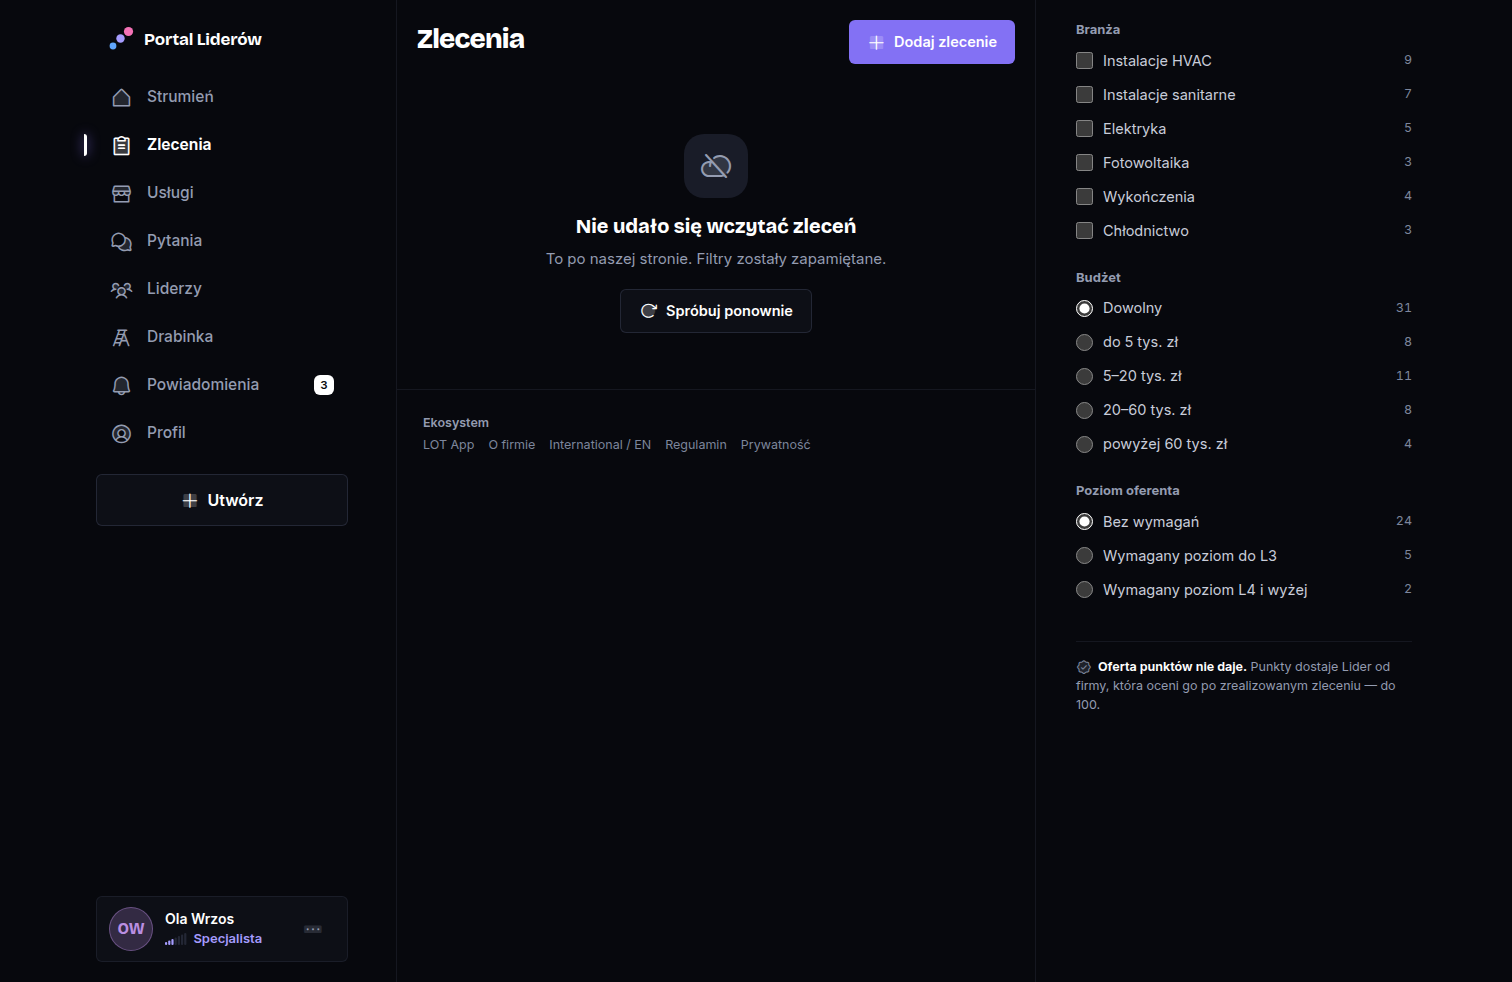 Portal Liderów
Strumień
Zlecenia
Usługi
Pytania
Liderzy
Drabinka
Powiadomienia 3
Profil
Utwórz
OW
Ola Wrzos
Specjalista
Zlecenia
Dodaj zlecenie
Nie udało się wczytać zleceń
To po naszej stronie. Filtry zostały zapamiętane.
Spróbuj ponownie
Ekosystem
LOT App O firmie International / EN Regulamin Prywatność
Branża
Instalacje HVAC 9
Instalacje sanitarne 7
Elektryka 5
Fotowoltaika 3
Wykończenia 4
Chłodnictwo 3
Budżet
Dowolny 31
do 5 tys. zł 8
5–20 tys. zł 11
20–60 tys. zł 8
powyżej 60 tys. zł 4
Poziom oferenta
Bez wymagań 24
Wymagany poziom do L3 5
Wymagany poziom L4 i wyżej 2
Oferta punktów nie daje. Punkty dostaje Lider od
firmy, która oceni go po zrealizowanym zleceniu — do
100.